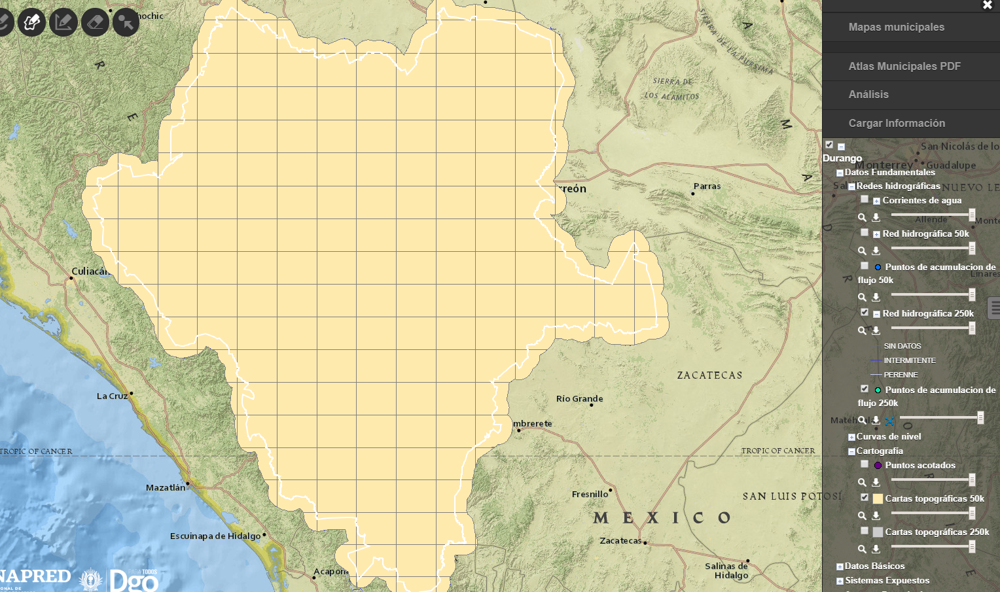 Mapas municipales
Atlas Municipales PDF
Análisis
Cargar Información
Durango
Datos Fundamentales
Redes hidrográficas
Corrientes de agua
Red hidrográfica 50k
Puntos de acumulacion de
flujo 50k
Red hidrográfica 250k
SIN DATOS
INTERMITENTE
PERENNE
Puntos de acumulacion de
flujo 250k
Curvas de nivel
Cartografía
Puntos acotados
Cartas topográficas 50k
Cartas topográficas 250k
Datos Básicos
Sistemas Expuestos
San Nicolás de lo
Monterrey
Guadalupe
NUEVO LE
Allende
Linares
SIERRA DE LA PURISIMA
SIERRA DE
LOS ALAMITOS
Parras
rreón
Culiacán
ZACATECAS
La Cruz
Río Grande
mbrerete
TROPIC OF CANCER
TROPIC OF CANCER
Mazatlán
Fresnillo
SAN LUIS POTOSÍ
MEXICO
Escuinapa de Hidalgo
Zacatecas
Salinas de
Hidalgo
Acapone
NAPRED
Dgo
TODOS